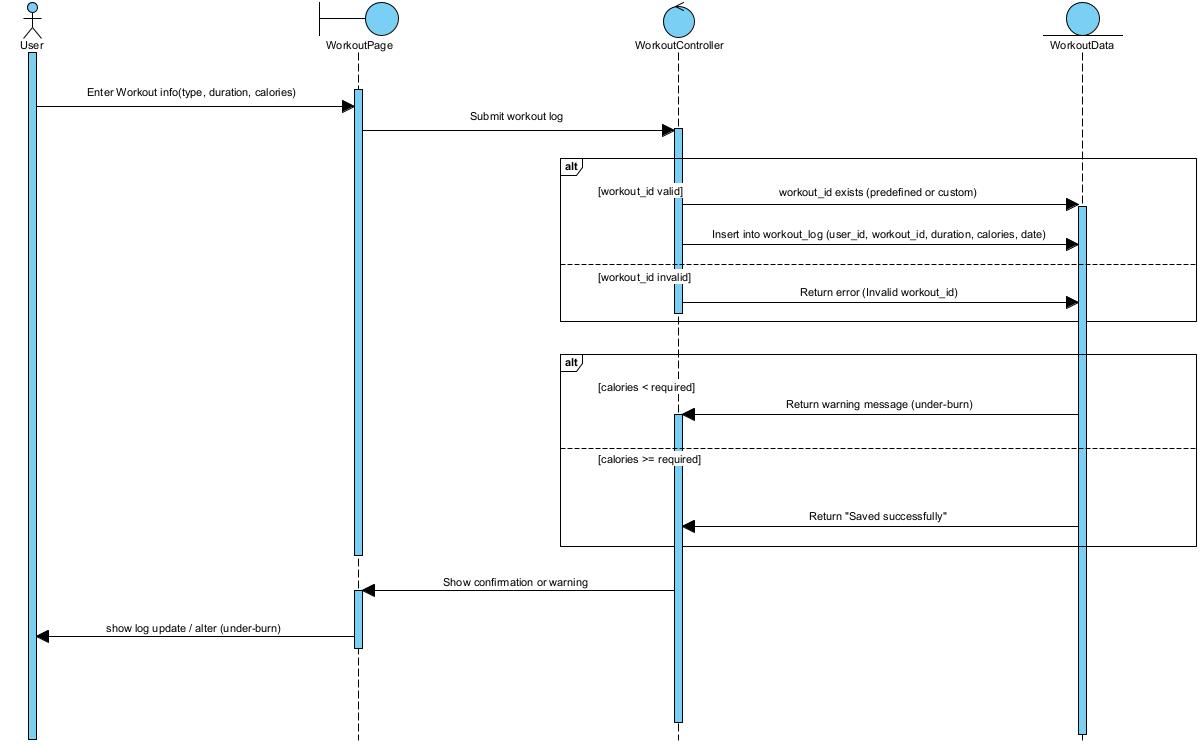 User
WorkoutPage
WorkoutController
WorkoutData
Enter Workout info(type, duration, calories)
Submit workout log
alt
[workout_id valid]
workout_id exists (predefined or custom)
Insert into workout_log (user_id, workout_id, duration, calories, date)
[workout_id invalid]
Return error (Invalid workout_id)
alt
[calories < required]
Return warning message (under-burn)
[calories >= required]
Return "Saved successfully"
Show confirmation or warning
show log update / alter (under-burn)